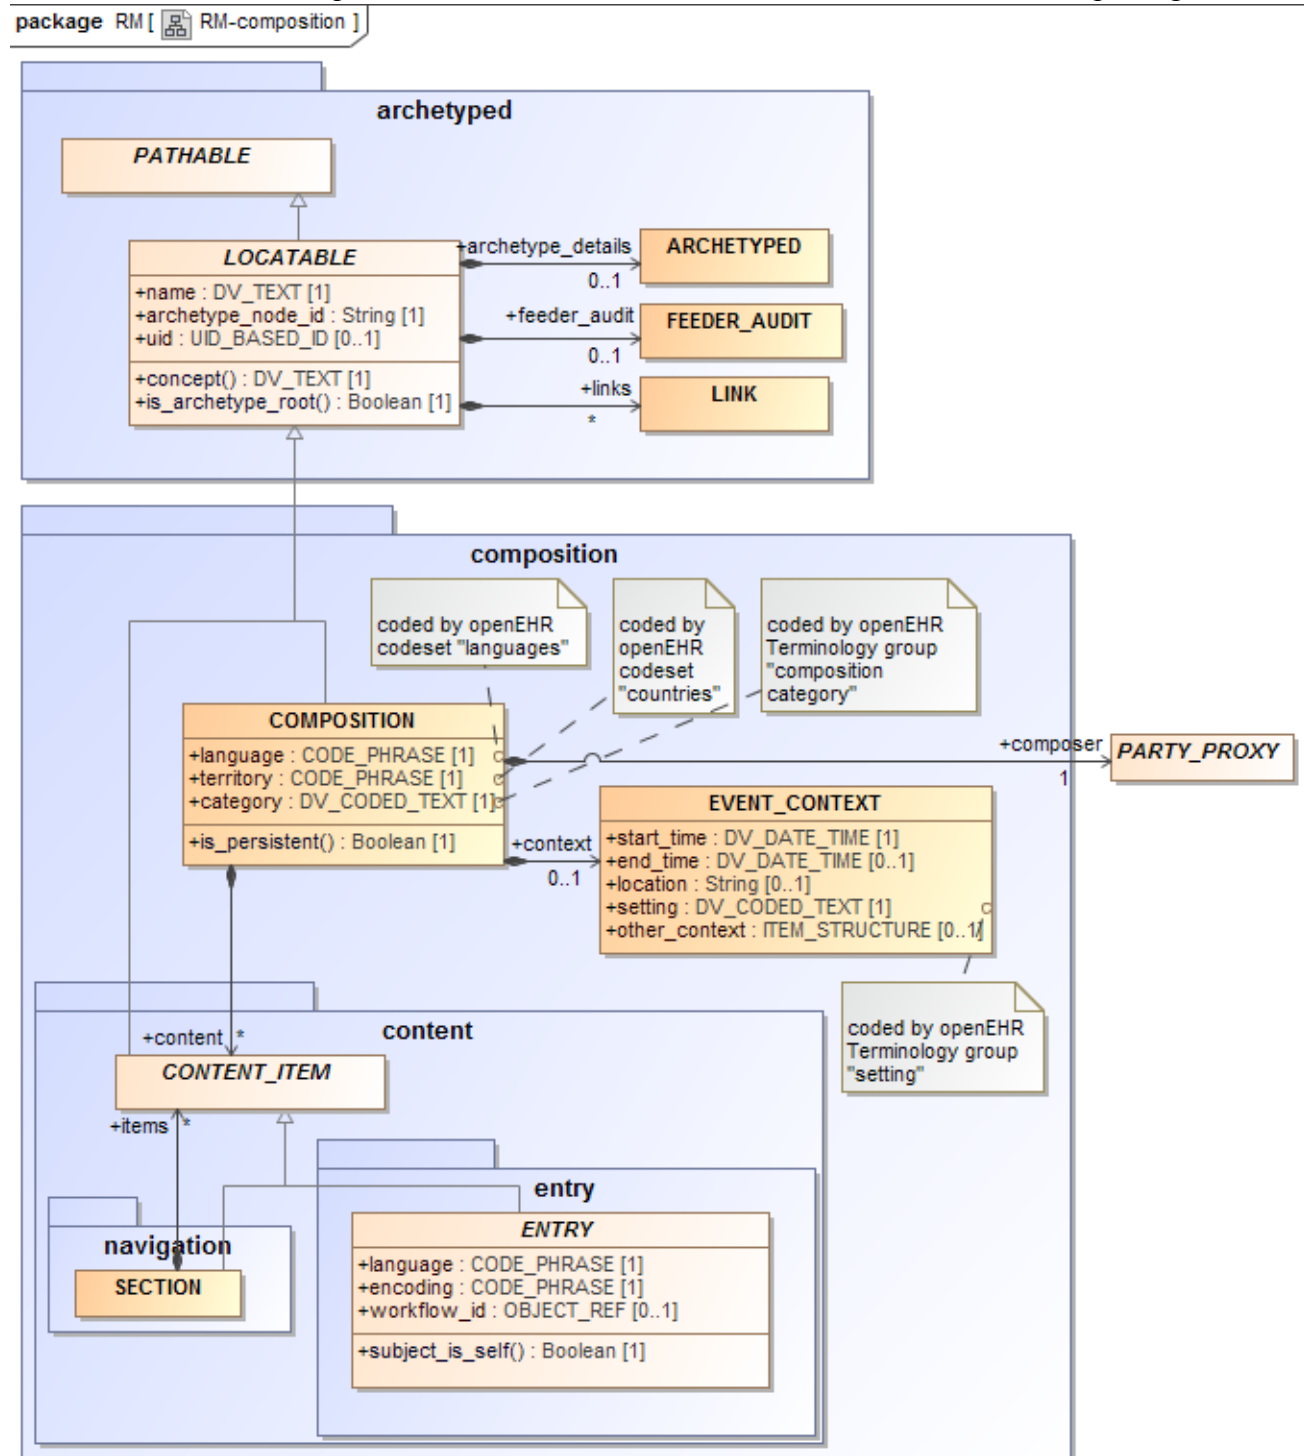 package RM [ RM-composition ]
archetyped
PATHABLE
LOCATABLE
+name : DV_TEXT [1]
+archetype_node_id : String [1]
+uid : UID_BASED_ID [0..1]
+concept() : DV_TEXT [1]
+is_archetype_root() : Boolean [1]
+archetype_details
0..1
ARCHETYPED
+feeder_audit
0..1
FEEDER_AUDIT
+links
*
LINK
composition
coded by openEHR
codeset "languages"
coded by
openEHR
codeset
"countries"
coded by openEHR
Terminology group
"composition
category"
COMPOSITION
+language : CODE_PHRASE [1]
+territory : CODE_PHRASE [1]
+category : DV_CODED_TEXT [1]
+is_persistent() : Boolean [1]
+composer
1
PARTY_PROXY
+context
0..1
EVENT_CONTEXT
+start_time : DV_DATE_TIME [1]
+end_time : DV_DATE_TIME [0..1]
+location : String [0..1]
+setting : DV_CODED_TEXT [1]
+other_context : ITEM_STRUCTURE [0..1]
coded by openEHR
Terminology group
"setting"
content
+content *
CONTENT_ITEM
+items *
navigation
SECTION
entry
ENTRY
+language : CODE_PHRASE [1]
+encoding : CODE_PHRASE [1]
+workflow_id : OBJECT_REF [0..1]
+subject_is_self() : Boolean [1]